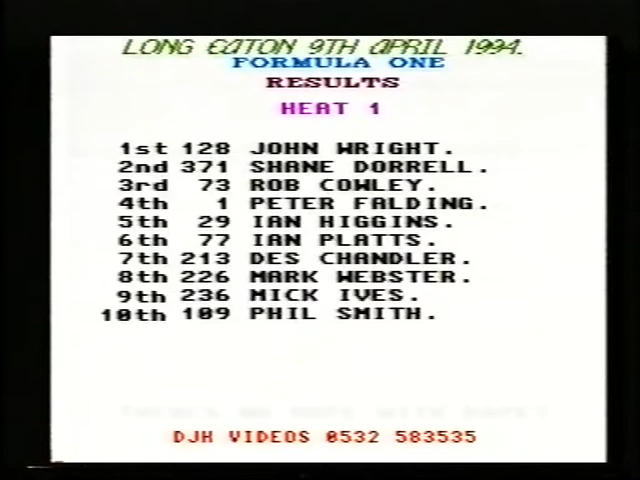 LONG EATON 9TH APRIL 1994.
FORMULA ONE
RESULTS
HEAT 1
1st 128 JOHN WRIGHT.
2nd 371 SHANE DORRELL.
3rd 73 ROB COWLEY.
4th 1 PETER FALDING.
5th 29 IAN HIGGINS.
6th 77 IAN PLATTS.
7th 213 DES CHANDLER.
8th 226 MARK WEBSTER.
9th 236 MICK IVES.
10th 109 PHIL SMITH.
DJH VIDEOS 0532 583535